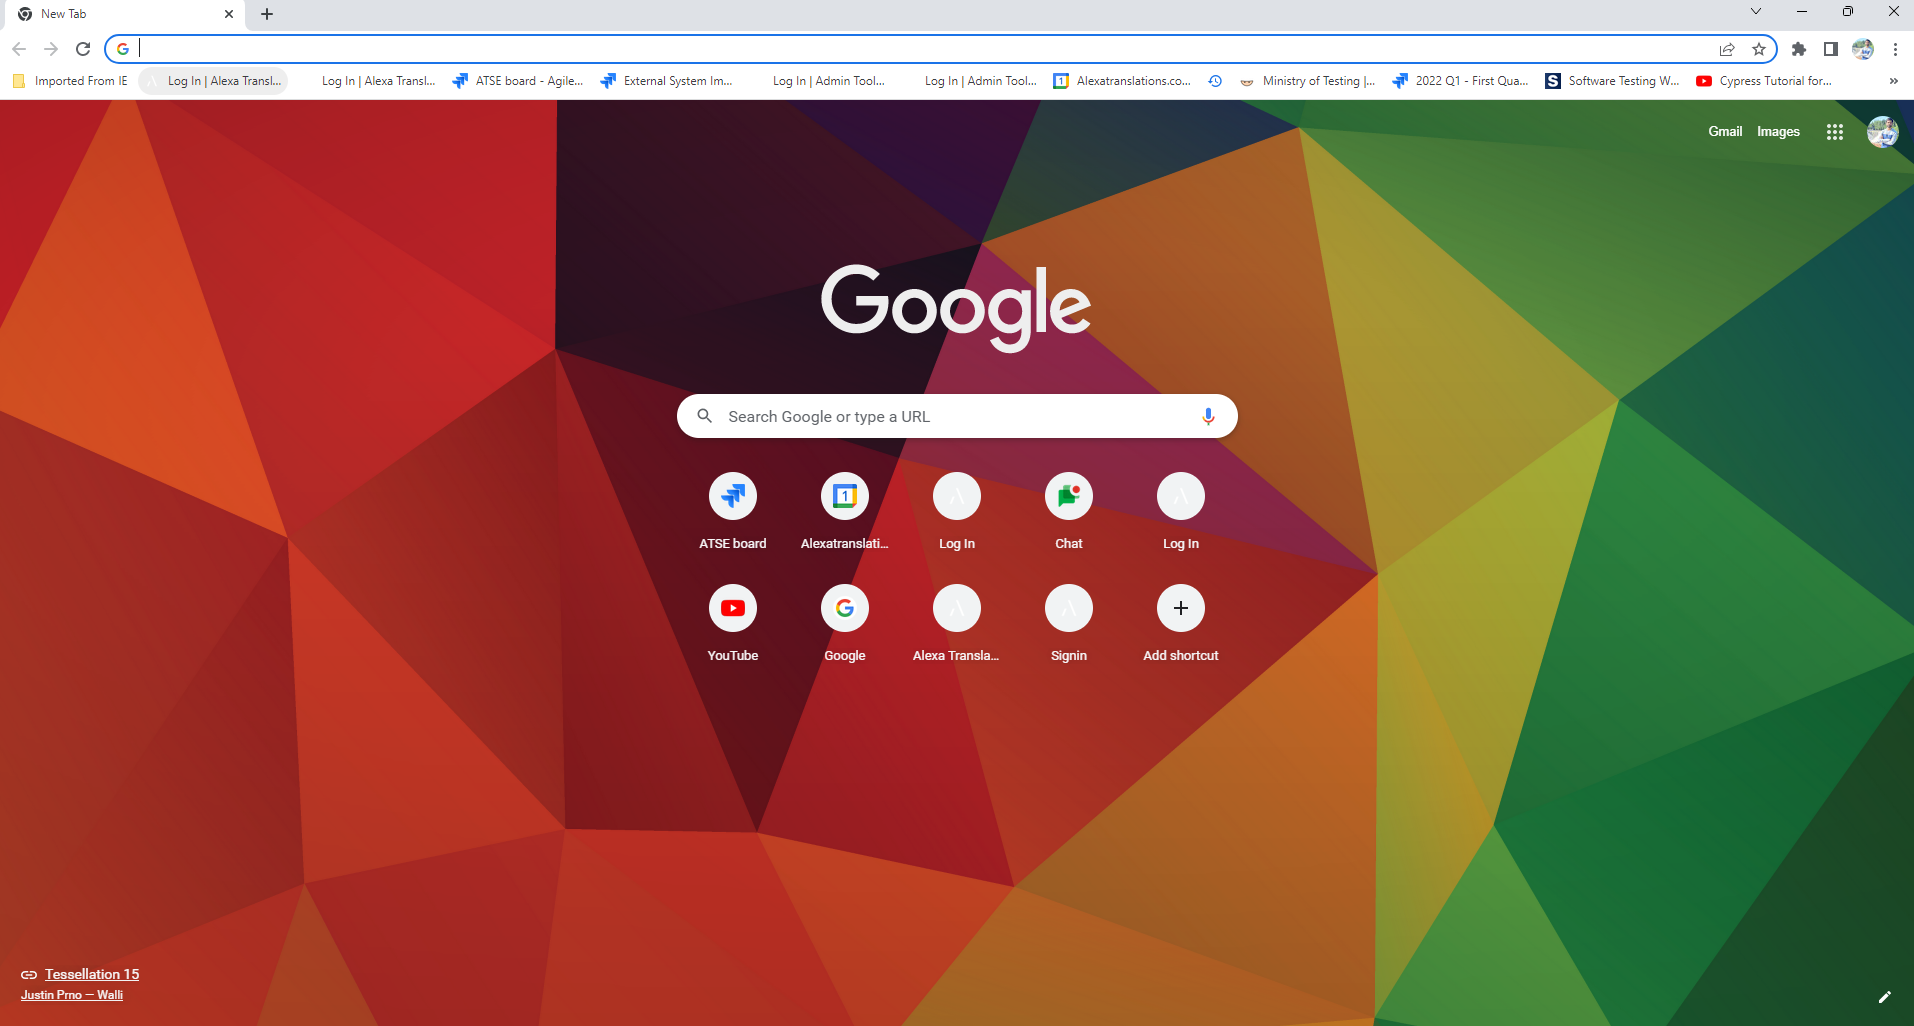 New Tab
Imported From IE
Log In | Alexa Transl...
Log In | Alexa Transl...
ATSE board - Agile...
External System Im...
Log In | Admin Tool...
Log In | Admin Tool...
1
Alexatranslations.co...
Ministry of Testing |...
2022 Q1 - First Qua...
S
Software Testing W...
Cypress Tutorial for...
»
Gmail
Images
Google
Search Google or type a URL
1
ATSE board
Alexatranslati...
Log In
Chat
Log In
YouTube
Google
Alexa Transla...
Signin
Add shortcut
Tessellation 15
Justin Prno — Walli